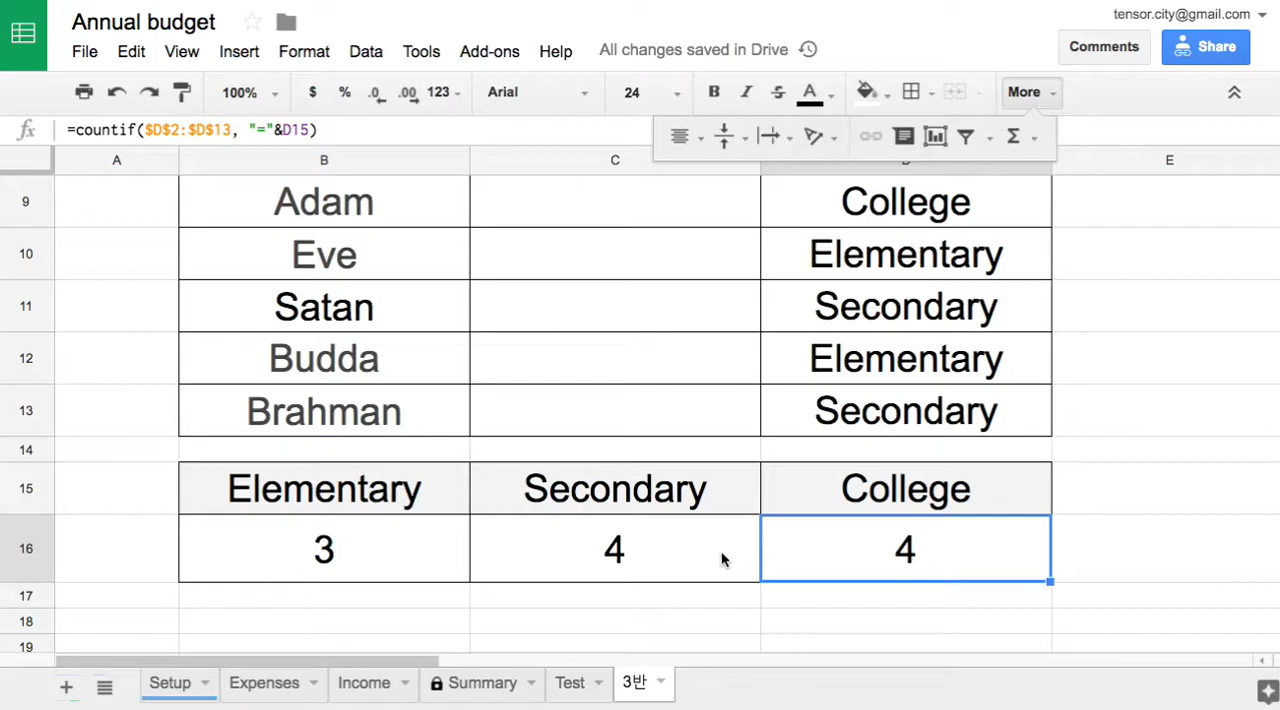 Annual budget
tensor.city@gmail.com
File Edit View Insert Format Data Tools Add-ons Help All changes saved in Drive
Comments Share
100% $ % .0 .00 123 Arial 24 B I S A More
fx =countif($D$2:$D$13, "="&D15)
A B C E
9 Adam College
10 Eve Elementary
11 Satan Secondary
12 Budda Elementary
13 Brahman Secondary
14
15 Elementary Secondary College
16 3 4 4
17
18
19
Setup Expenses Income Summary Test 3반